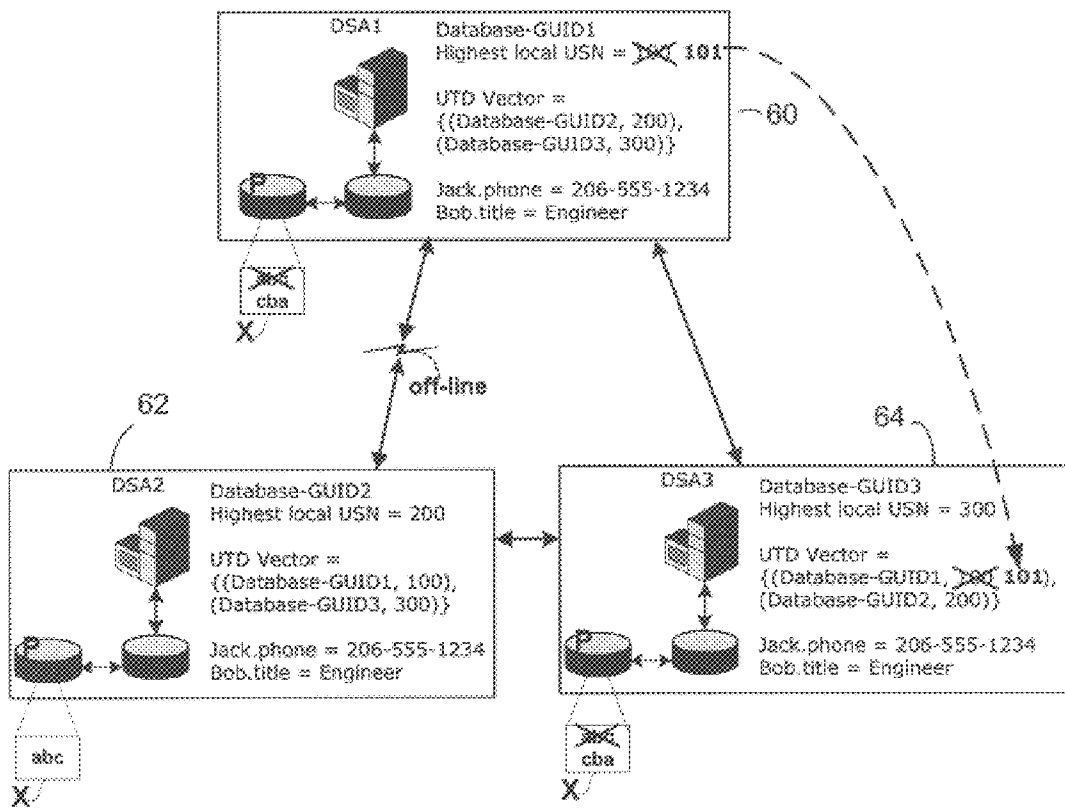 DSA1
Database-GUID1
Highest local USN = 100 101
UTD Vector =
{(Database-GUID2, 200),
(Database-GUID3, 300)}
60
P
Jack.phone = 206-555-1234
Bob.title = Engineer
abc
cba
X
off-line
62
64
DSA2
Database-GUID2
Highest local USN = 200
UTD Vector =
{(Database-GUID1, 100),
(Database-GUID3, 300)}
P
Jack.phone = 206-555-1234
Bob.title = Engineer
abc
X
DSA3
Database-GUID3
Highest local USN = 300
UTD Vector =
{(Database-GUID1, 100 101),
(Database-GUID2, 200)}
P
Jack.phone = 206-555-1234
Bob.title = Engineer
abc
cba
X